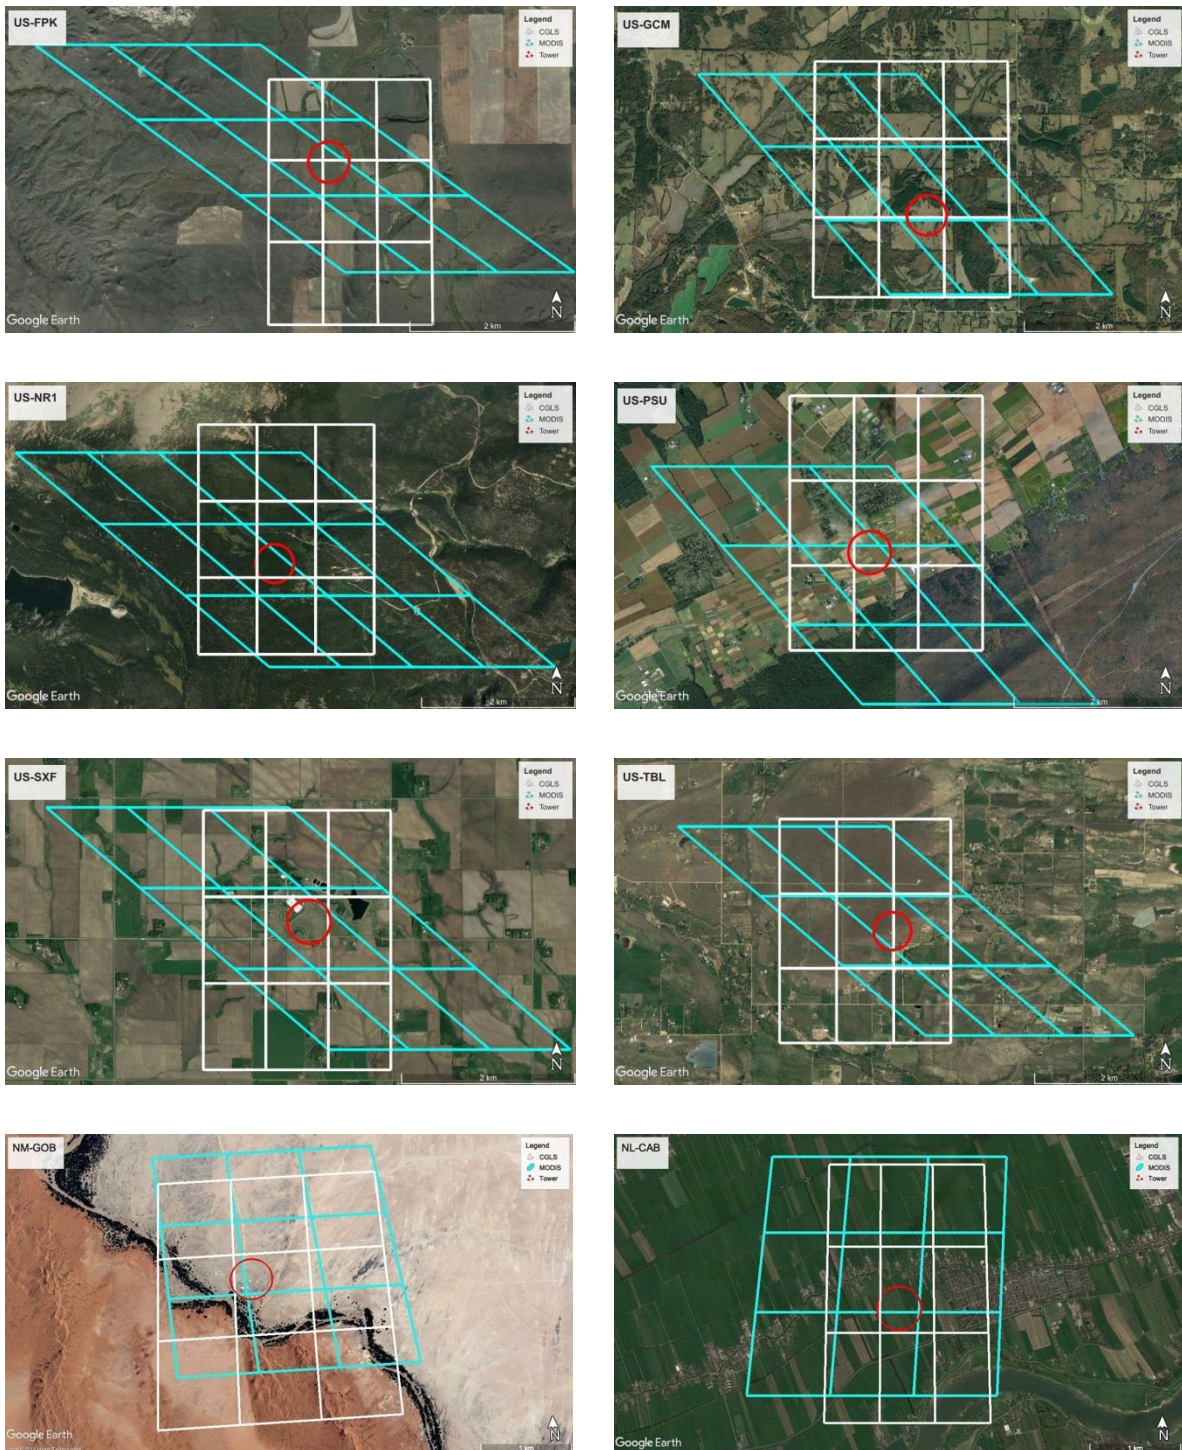 US-FPK
Legend
CGLS
MODIS
Tower
N
Google Earth
2 km
US-GCM
Legend
CGLS
MODIS
Tower
N
Google Earth
2 km
US-NR1
Legend
CGLS
MODIS
Tower
N
Google Earth
2 km
US-PSU
Legend
CGLS
MODIS
Tower
N
Google Earth
2 km
US-SXF
Legend
CGLS
MODIS
Tower
N
Google Earth
2 km
US-TBL
Legend
CGLS
MODIS
Tower
N
Google Earth
2 km
NM-GOB
Legend
CGLS
MODIS
Tower
N
Google Earth
1 km
NL-CAB
Legend
CGLS
MODIS
Tower
N
Google Earth
1 km